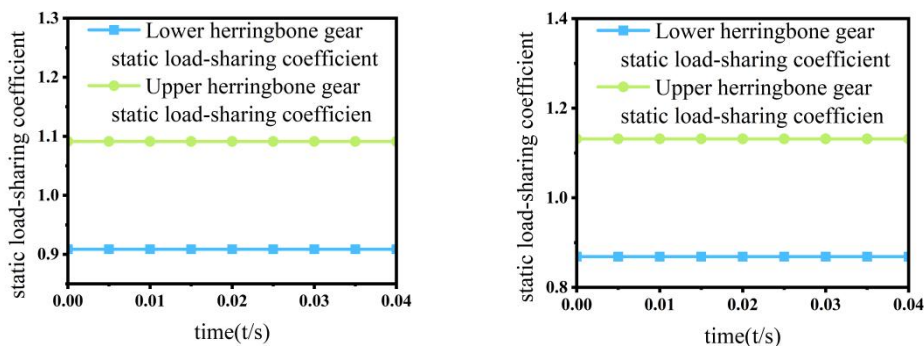 static load-sharing coefficient
1.3
1.2
1.1
1.0
0.9
Lower herringbone gear
static load-sharing coefficient
Upper herringbone gear
static load-sharing coefficien
0.00
0.01
0.02
0.03
0.04
time(t/s)
static load-sharing coefficient
1.4
1.2
1.0
0.8
Lower herringbone gear
static load-sharing coefficient
Upper herringbone gear
static load-sharing coefficien
0.00
0.01
0.02
0.03
0.04
time(t/s)